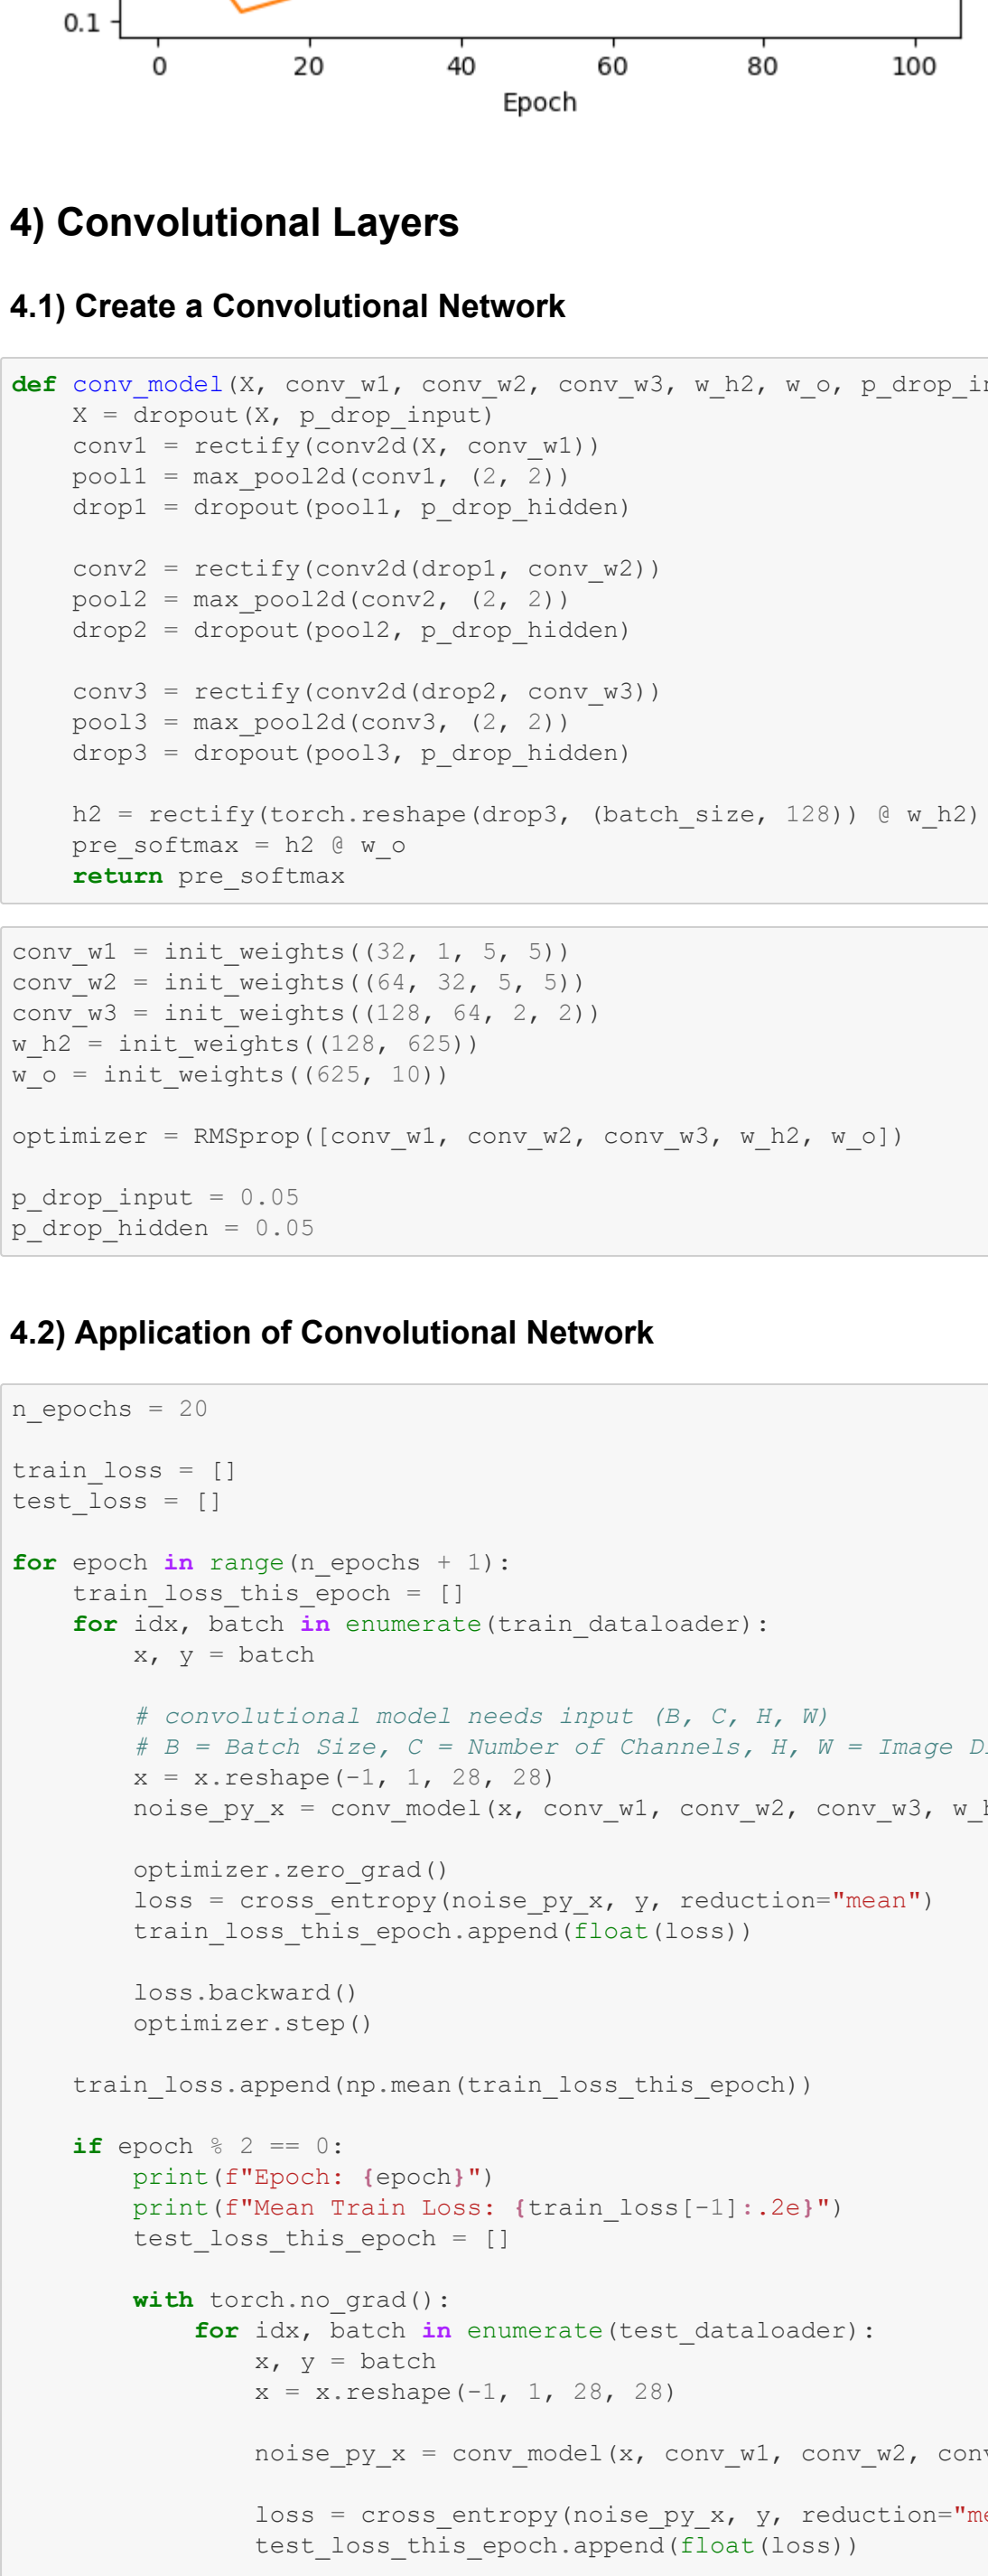 0.1
0 20 40 60 80 100
Epoch
4) Convolutional Layers
4.1) Create a Convolutional Network
def conv_model(X, conv_w1, conv_w2, conv_w3, w_h2, w_o, p_drop_i
    X = dropout(X, p_drop_input)
    conv1 = rectify(conv2d(X, conv_w1))
    pool1 = max_pool2d(conv1, (2, 2))
    drop1 = dropout(pool1, p_drop_hidden)
    conv2 = rectify(conv2d(drop1, conv_w2))
    pool2 = max_pool2d(conv2, (2, 2))
    drop2 = dropout(pool2, p_drop_hidden)
    conv3 = rectify(conv2d(drop2, conv_w3))
    pool3 = max_pool2d(conv3, (2, 2))
    drop3 = dropout(pool3, p_drop_hidden)
    h2 = rectify(torch.reshape(drop3, (batch_size, 128)) @ w_h2)
    pre_softmax = h2 @ w_o
    return pre_softmax
conv_w1 = init_weights((32, 1, 5, 5))
conv_w2 = init_weights((64, 32, 5, 5))
conv_w3 = init_weights((128, 64, 2, 2))
w_h2 = init_weights((128, 625))
w_o = init_weights((625, 10))
optimizer = RMSprop([conv_w1, conv_w2, conv_w3, w_h2, w_o])
p_drop_input = 0.05
p_drop_hidden = 0.05
4.2) Application of Convolutional Network
n_epochs = 20
train_loss = []
test_loss = []
for epoch in range(n_epochs + 1):
    train_loss_this_epoch = []
    for idx, batch in enumerate(train_dataloader):
        x, y = batch
        # convolutional model needs input (B, C, H, W)
        # B = Batch Size, C = Number of Channels, H, W = Image D
        x = x.reshape(-1, 1, 28, 28)
        noise_py_x = conv_model(x, conv_w1, conv_w2, conv_w3, w_
        optimizer.zero_grad()
        loss = cross_entropy(noise_py_x, y, reduction="mean")
        train_loss_this_epoch.append(float(loss))
        loss.backward()
        optimizer.step()
    train_loss.append(np.mean(train_loss_this_epoch))
    if epoch % 2 == 0:
        print(f"Epoch: {epoch}")
        print(f"Mean Train Loss: {train_loss[-1]:.2e}")
        test_loss_this_epoch = []
        with torch.no_grad():
            for idx, batch in enumerate(test_dataloader):
                x, y = batch
                x = x.reshape(-1, 1, 28, 28)
                noise_py_x = conv_model(x, conv_w1, conv_w2, con
                loss = cross_entropy(noise_py_x, y, reduction="m
                test_loss_this_epoch.append(float(loss))